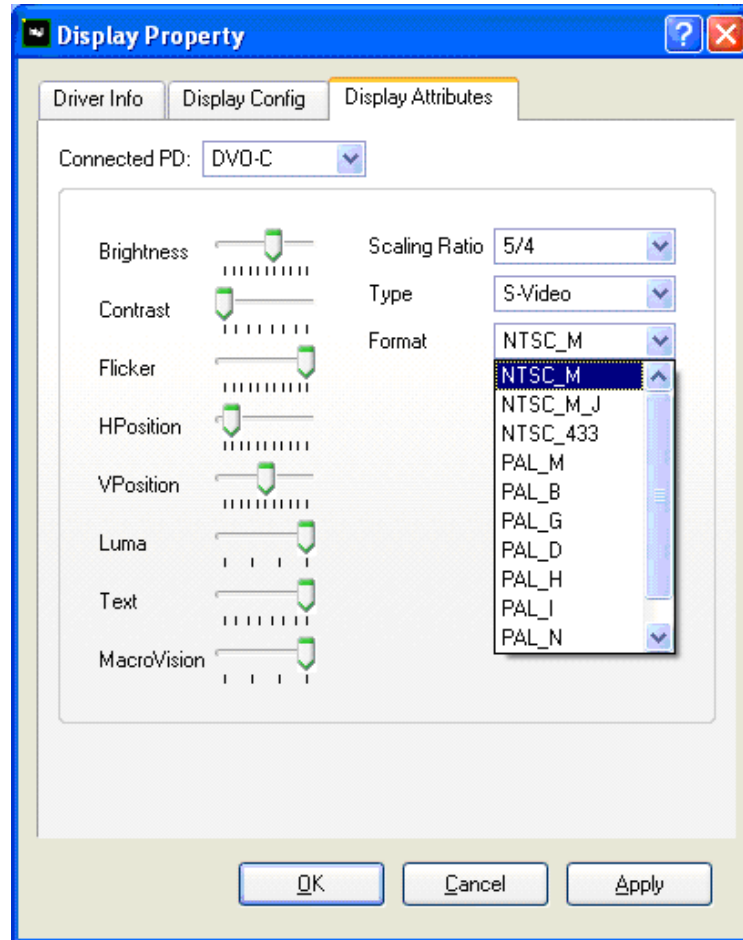 Display Property
Driver Info Display Config Display Attributes
Connected PD: DVO-C
Brightness
Contrast
Flicker
HPosition
VPosition
Luma
Text
MacroVision
Scaling Ratio 5/4
Type S-Video
Format NTSC_M
NTSC_M
NTSC_M_J
NTSC_433
PAL_M
PAL_B
PAL_G
PAL_D
PAL_H
PAL_I
PAL_N
OK Cancel Apply